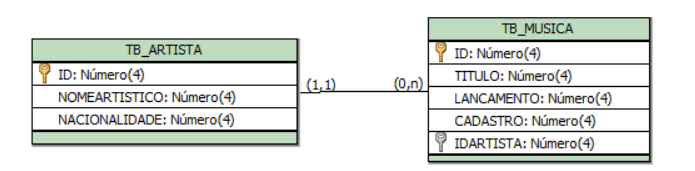 TB_ARTISTA
ID: Número(4)
NOMEARTISTICO: Número(4)
NACIONALIDADE: Número(4)
(1,1)
(0,n)
TB_MUSICA
ID: Número(4)
TITULO: Número(4)
LANCAMENTO: Número(4)
CADASTRO: Número(4)
IDARTISTA: Número(4)